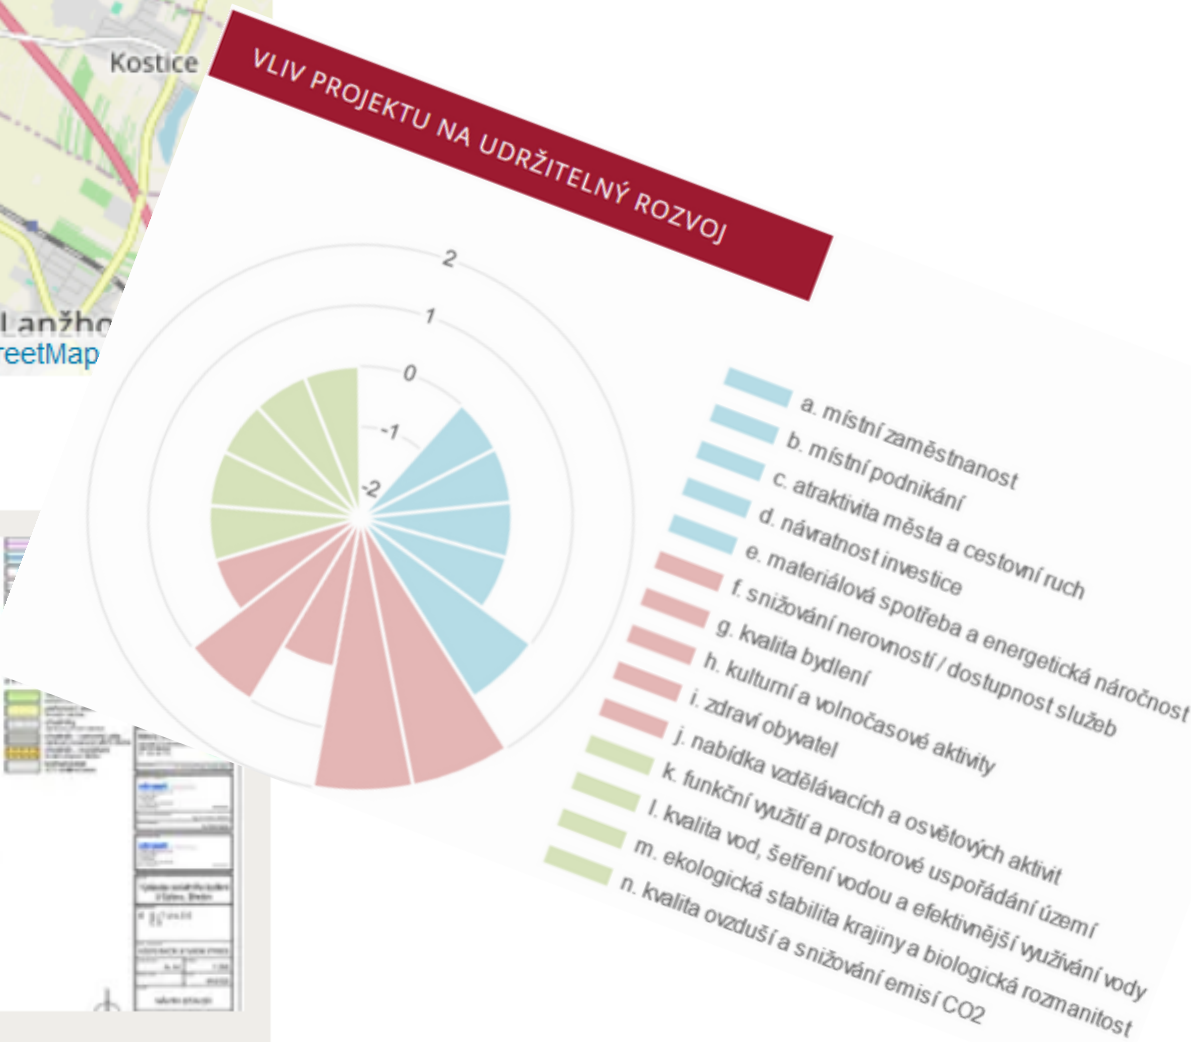 Kostice
Lanžho
reetMap
VLIV PROJEKTU NA UDRŽITELNÝ ROZVOJ
2
1
0
-1
-2
a. místní zaměstnanost
b. místní podnikání
c. atraktivita města a cestovní ruch
d. návratnost investice
e. materiálová spotřeba a energetická náročnost
f. snižování nerovností / dostupnost služeb
g. kvalita bydlení
h. kulturní a volnočasové aktivity
i. zdraví obyvatel
j. nabídka vzdělávacích a osvětových aktivit
k. funkční využití a prostorové uspořádání území
l. kvalita vod, šetření vodou a efektivnější využívání vody
m. ekologická stabilita krajiny a biologická rozmanitost
n. kvalita ovzduší a snižování emisí CO2